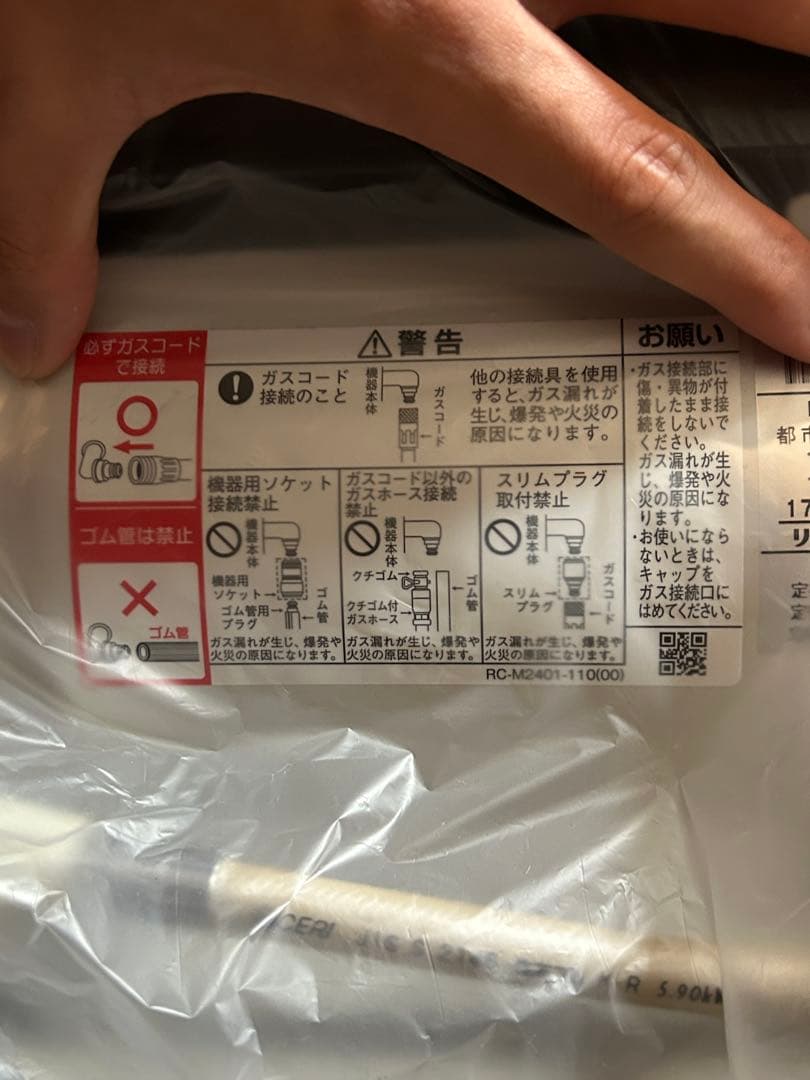 必ずガスコード
で接続
ゴム管は禁止
ゴム管
警告
ガスコード
接続のこと
機器本体
ガスコード
他の接続具を使用
すると、ガス漏れが
生じ、爆発や火災の
原因になります。
機器用ソケット
接続禁止
機器本体
機器用
ソケット
ゴム管用
プラグ
ゴム管
ガス漏れが生じ、爆発や
火災の原因になります。
ガスコード以外の
ガスホース接続
禁止
機器本体
クチゴム
クチゴム付
ガスホース
ゴム管
ガス漏れが生じ、爆発や
火災の原因になります。
スリムプラグ
取付禁止
機器本体
スリム
プラグ
ガスコード
ガス漏れが生じ、爆発や
火災の原因になります。
RC-M2401-110(00)
お願い
・ガス接続部に
傷・異物が付
着したまま接
続をしないで
ください。
ガス漏れが生
じ、爆発や火
災の原因にな
ります。
・お使いになら
ないときは、
キャップを
ガス接続口に
はめてください。
都市
17
リ
定
定
R 5.90k